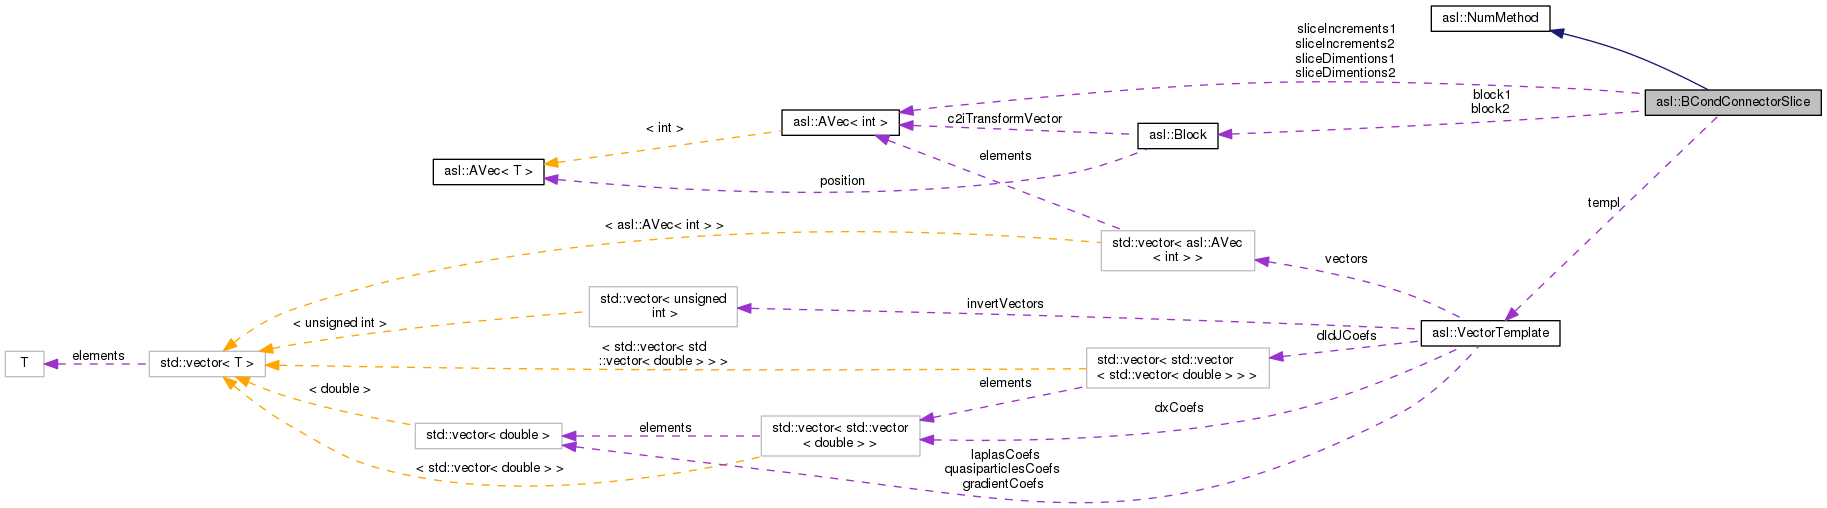 asl::NumMethod
sliceIncrements1
sliceIncrements2
sliceDimentions1
sliceDimentions2
block1
block2
asl::BCondConnectorSlice
asl::AVec< int >
c2iTransformVector
asl::Block
< int >
elements
asl::AVec< T >
position
templ
< asl::AVec< int > >
std::vector< asl::AVec
< int > >
vectors
std::vector< unsigned
int >
invertVectors
< unsigned int >
asl::VectorTemplate
dIdJCoefs
< std::vector< std
::vector< double > > >
T
elements
std::vector< T >
std::vector< std::vector
< std::vector< double > > >
elements
< double >
dxCoefs
std::vector< double >
elements
std::vector< std::vector
< double > >
< std::vector< double > >
laplasCoefs
quasiparticlesCoefs
gradientCoefs